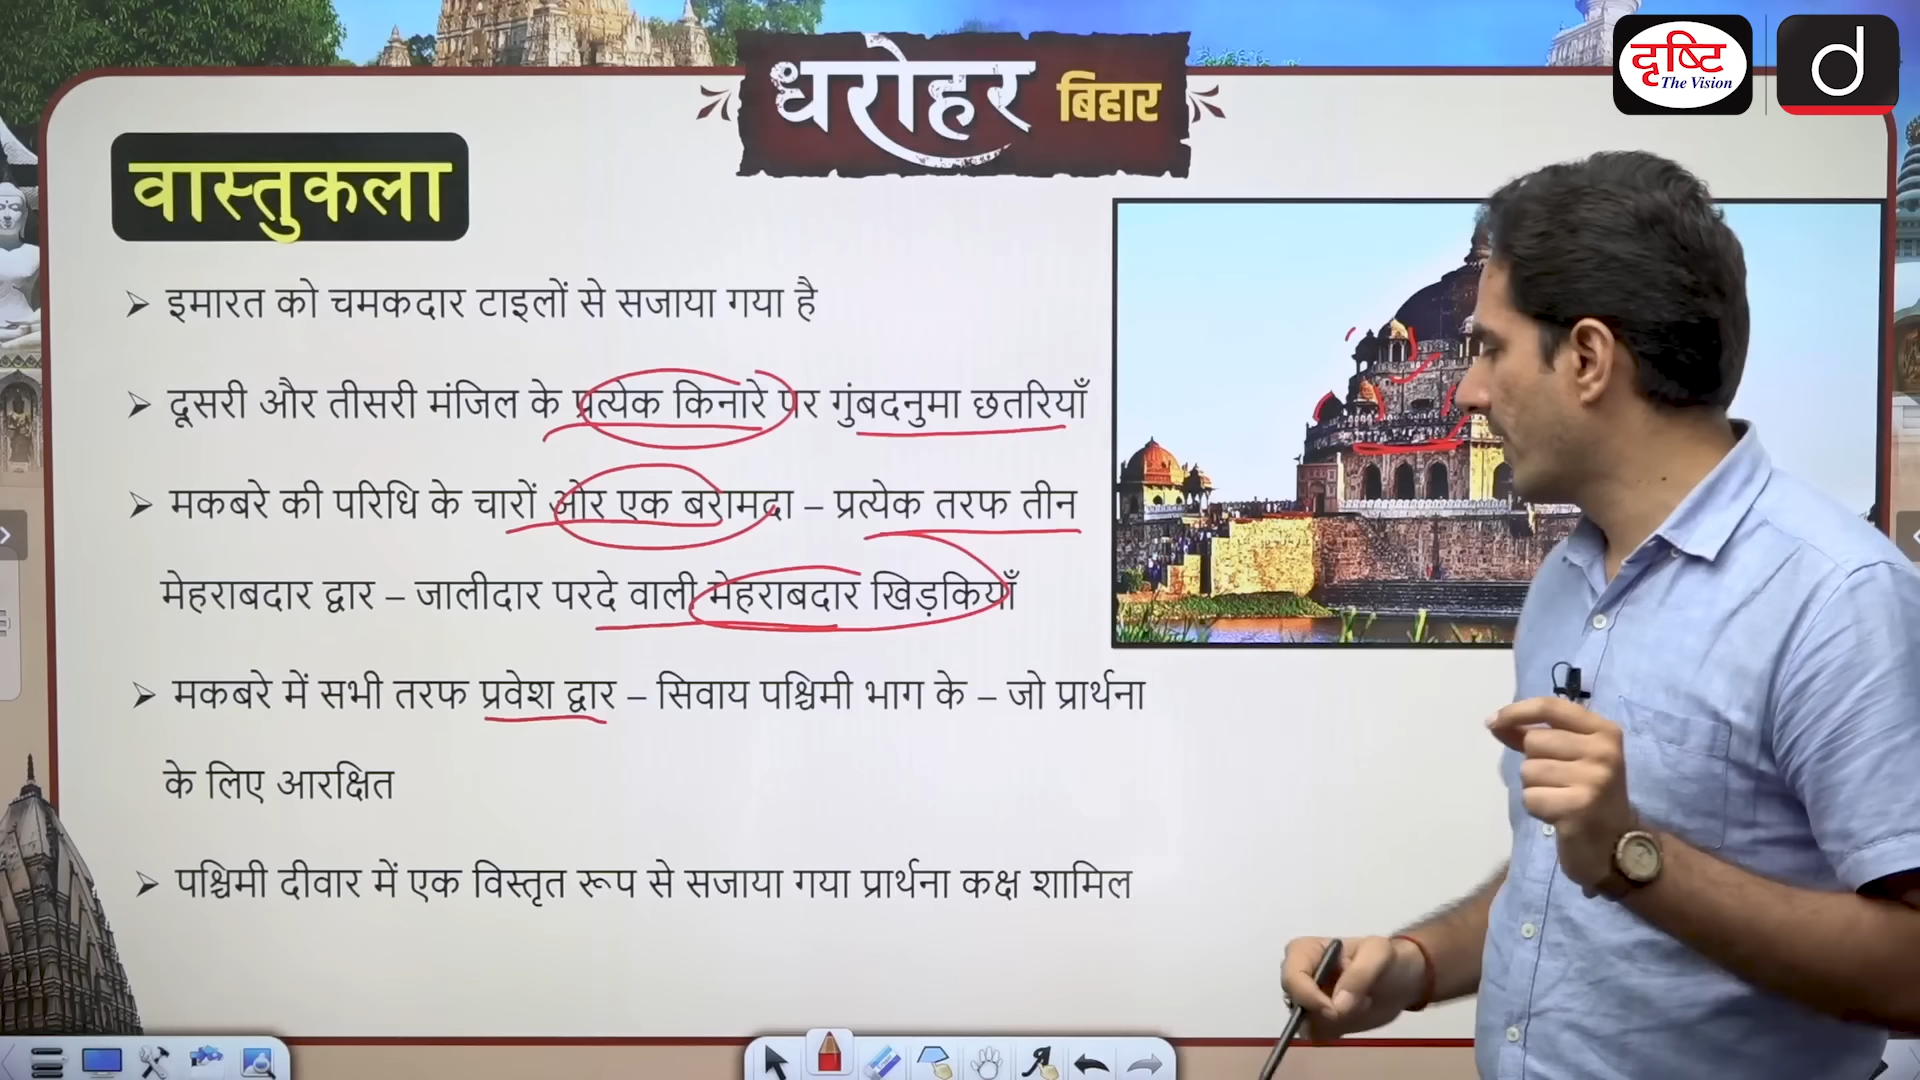 धरोहर बिहार
दृष्टि
The Vision
d
वास्तुकला
➢ इमारत को चमकदार टाइलों से सजाया गया है
➢ दूसरी और तीसरी मंजिल के प्रत्येक किनारे पर गुंबदनुमा छतरियाँ
➢ मकबरे की परिधि के चारों ओर एक बरामदा – प्रत्येक तरफ तीन
मेहराबदार द्वार – जालीदार परदे वाली मेहराबदार खिड़कियाँ
➢ मकबरे में सभी तरफ प्रवेश द्वार – सिवाय पश्चिमी भाग के – जो प्रार्थना
के लिए आरक्षित
➢ पश्चिमी दीवार में एक विस्तृत रूप से सजाया गया प्रार्थना कक्ष शामिल